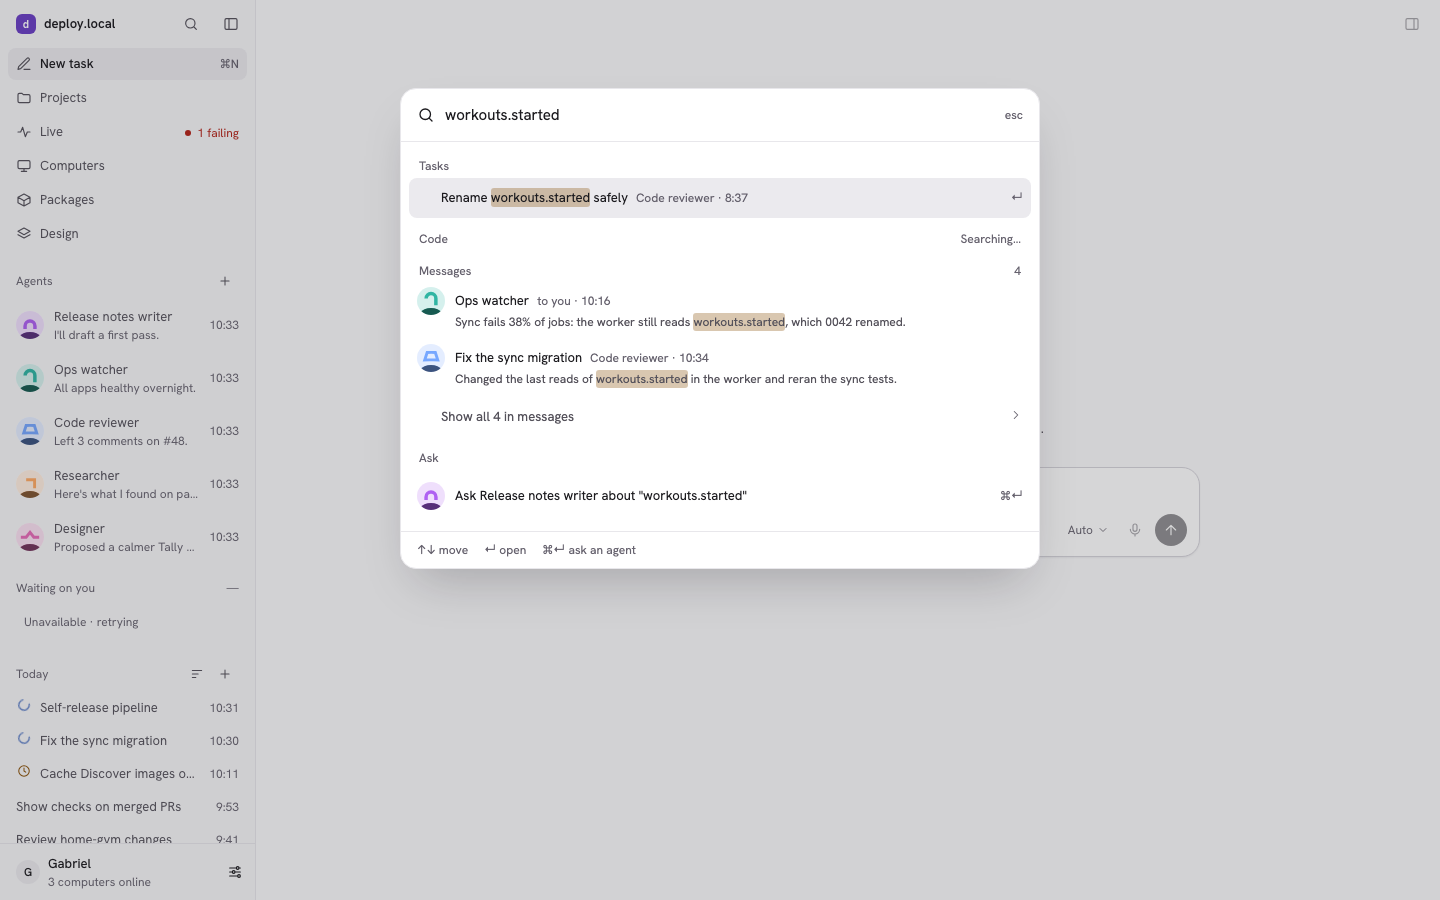 d deploy.local
New task ⌘N
Projects
Live 1 failing
Computers
Packages
Design
Agents
Release notes writer 10:33
I'll draft a first pass.
Ops watcher 10:33
All apps healthy overnight.
Code reviewer 10:33
Left 3 comments on #48.
Researcher 10:33
Here's what I found on pa...
Designer 10:33
Proposed a calmer Tally ...
Waiting on you —
Unavailable · retrying
Today
Self-release pipeline 10:31
Fix the sync migration 10:30
Cache Discover images o... 10:11
Show checks on merged PRs 9:53
Review home-gym changes 9:41
G Gabriel
3 computers online
workouts.started esc
Tasks
Rename workouts.started safely Code reviewer · 8:37 ↵
Code Searching...
Messages 4
Ops watcher to you · 10:16
Sync fails 38% of jobs: the worker still reads workouts.started, which 0042 renamed.
Fix the sync migration Code reviewer · 10:34
Changed the last reads of workouts.started in the worker and reran the sync tests.
Show all 4 in messages
Ask
Ask Release notes writer about "workouts.started" ⌘↵
↑↓ move ↵ open ⌘↵ ask an agent
Auto